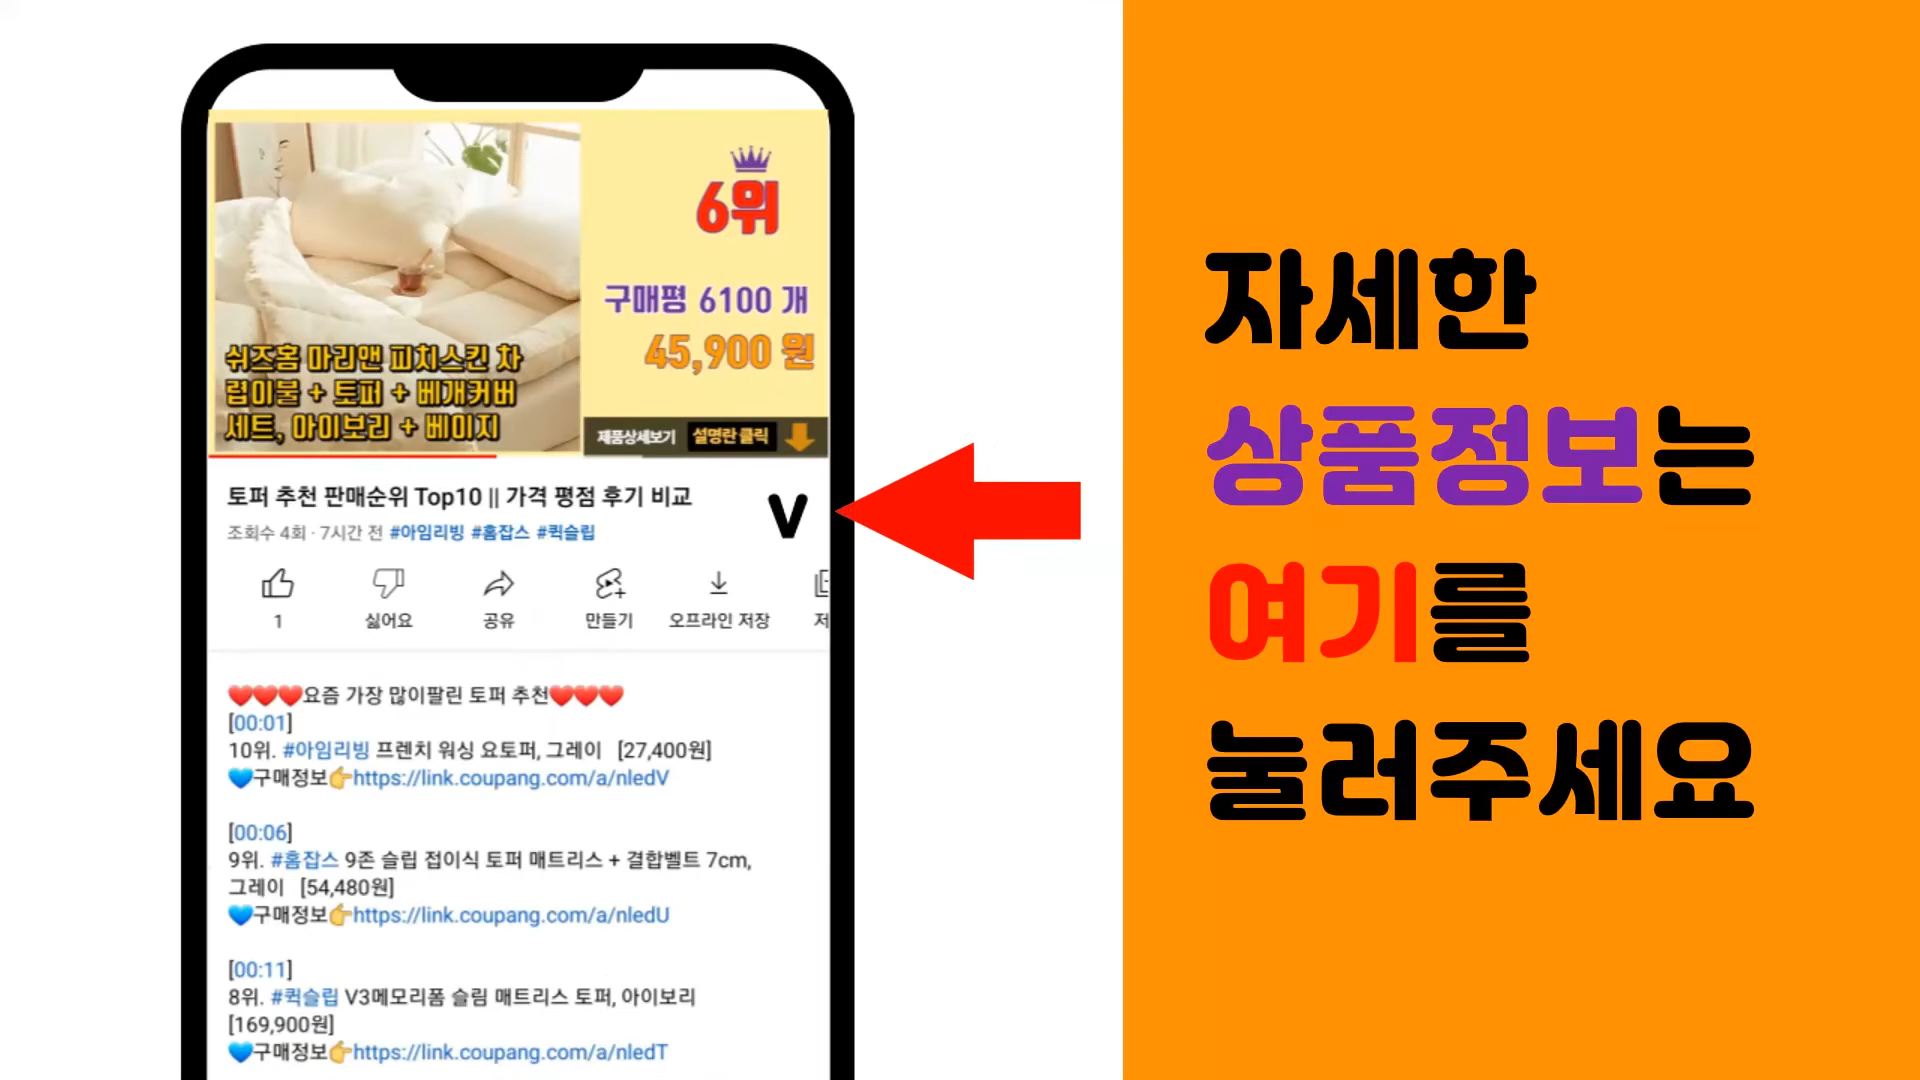 6위
구매평 6100 개
45,900 원
쉬즈홈 마리앤 피치스킨 차
렵이불 + 토퍼 + 베개커버
세트, 아이보리 + 베이지
제품상세보기 설명란 클릭
토퍼 추천 판매순위 Top10 || 가격 평점 후기 비교
V
조회수 4회 · 7시간 전 #아임리빙 #홈잡스 #퀵슬립
1 싫어요 공유 만들기 오프라인 저장 저
❤❤❤요즘 가장 많이팔린 토퍼 추천❤❤❤
[00:01]
10위. #아임리빙 프렌치 워싱 요토퍼, 그레이 [27,400원]
💙구매정보👉https://link.coupang.com/a/nledV
[00:06]
9위. #홈잡스 9존 슬립 접이식 토퍼 매트리스 + 결합벨트 7cm,
그레이 [54,480원]
💙구매정보👉https://link.coupang.com/a/nledU
[00:11]
8위. #퀵슬립 V3메모리폼 슬림 매트리스 토퍼, 아이보리
[169,900원]
💙구매정보👉https://link.coupang.com/a/nledT
자세한
상품정보는
여기를
눌러주세요